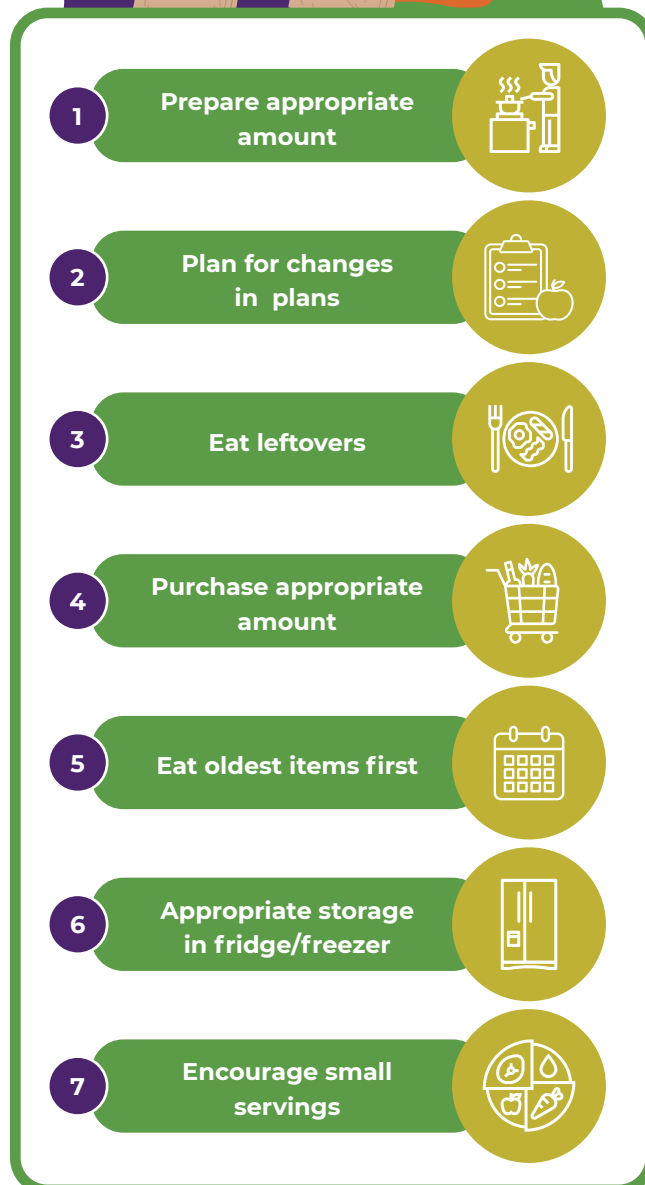 1
Prepare appropriate
amount
2
Plan for changes
in plans
3
Eat leftovers
4
Purchase appropriate
amount
5
Eat oldest items first
6
Appropriate storage
in fridge/freezer
7
Encourage small
servings